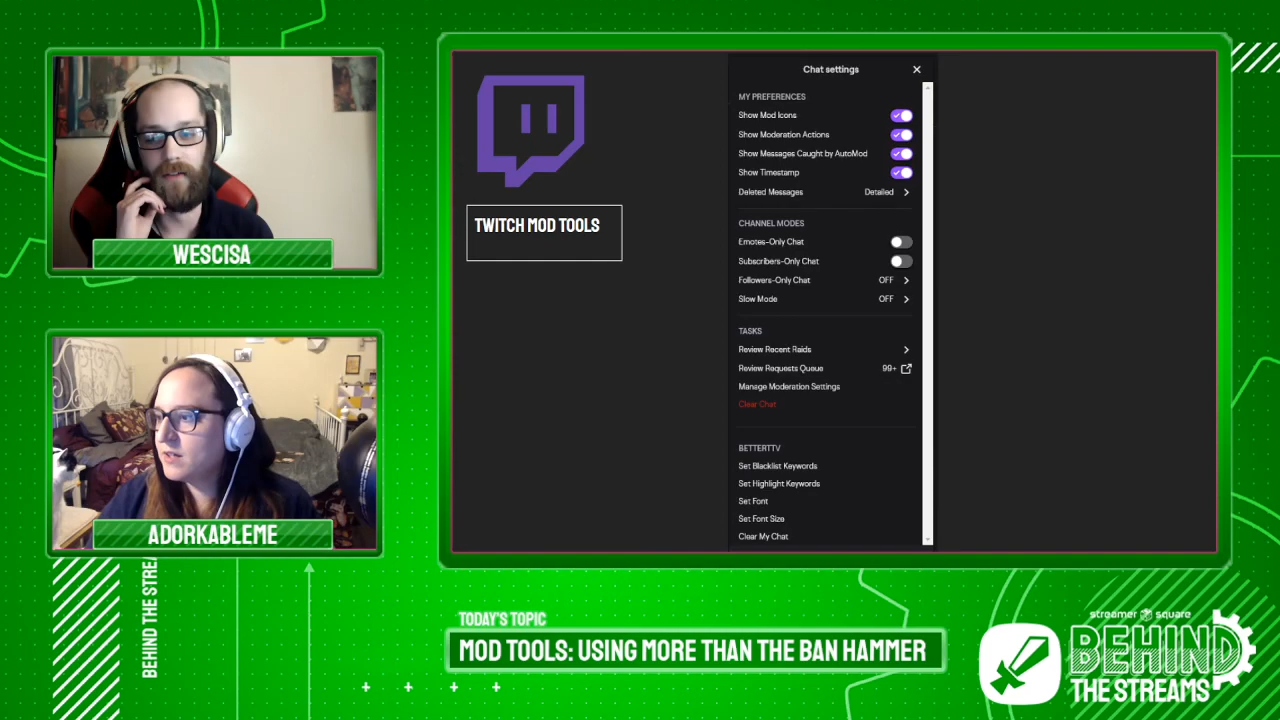 WESCISA
ADORKABLEME
TWITCH MOD TOOLS
Chat settings
MY PREFERENCES
Show Mod Icons
Show Moderation Actions
Show Messages Caught by AutoMod
Show Timestamp
Deleted Messages Detailed
CHANNEL MODES
Emotes-Only Chat
Subscribers-Only Chat
Followers-Only Chat OFF
Slow Mode OFF
TASKS
Review Recent Raids
Review Requests Queue 99+
Manage Moderation Settings
Clear Chat
BETTERTTV
Set Blacklist Keywords
Set Highlight Keywords
Set Font
Set Font Size
Clear My Chat
BEHIND THE STREA
TODAY'S TOPIC
MOD TOOLS: USING MORE THAN THE BAN HAMMER
streamer square
BEHIND
THE STREAMS